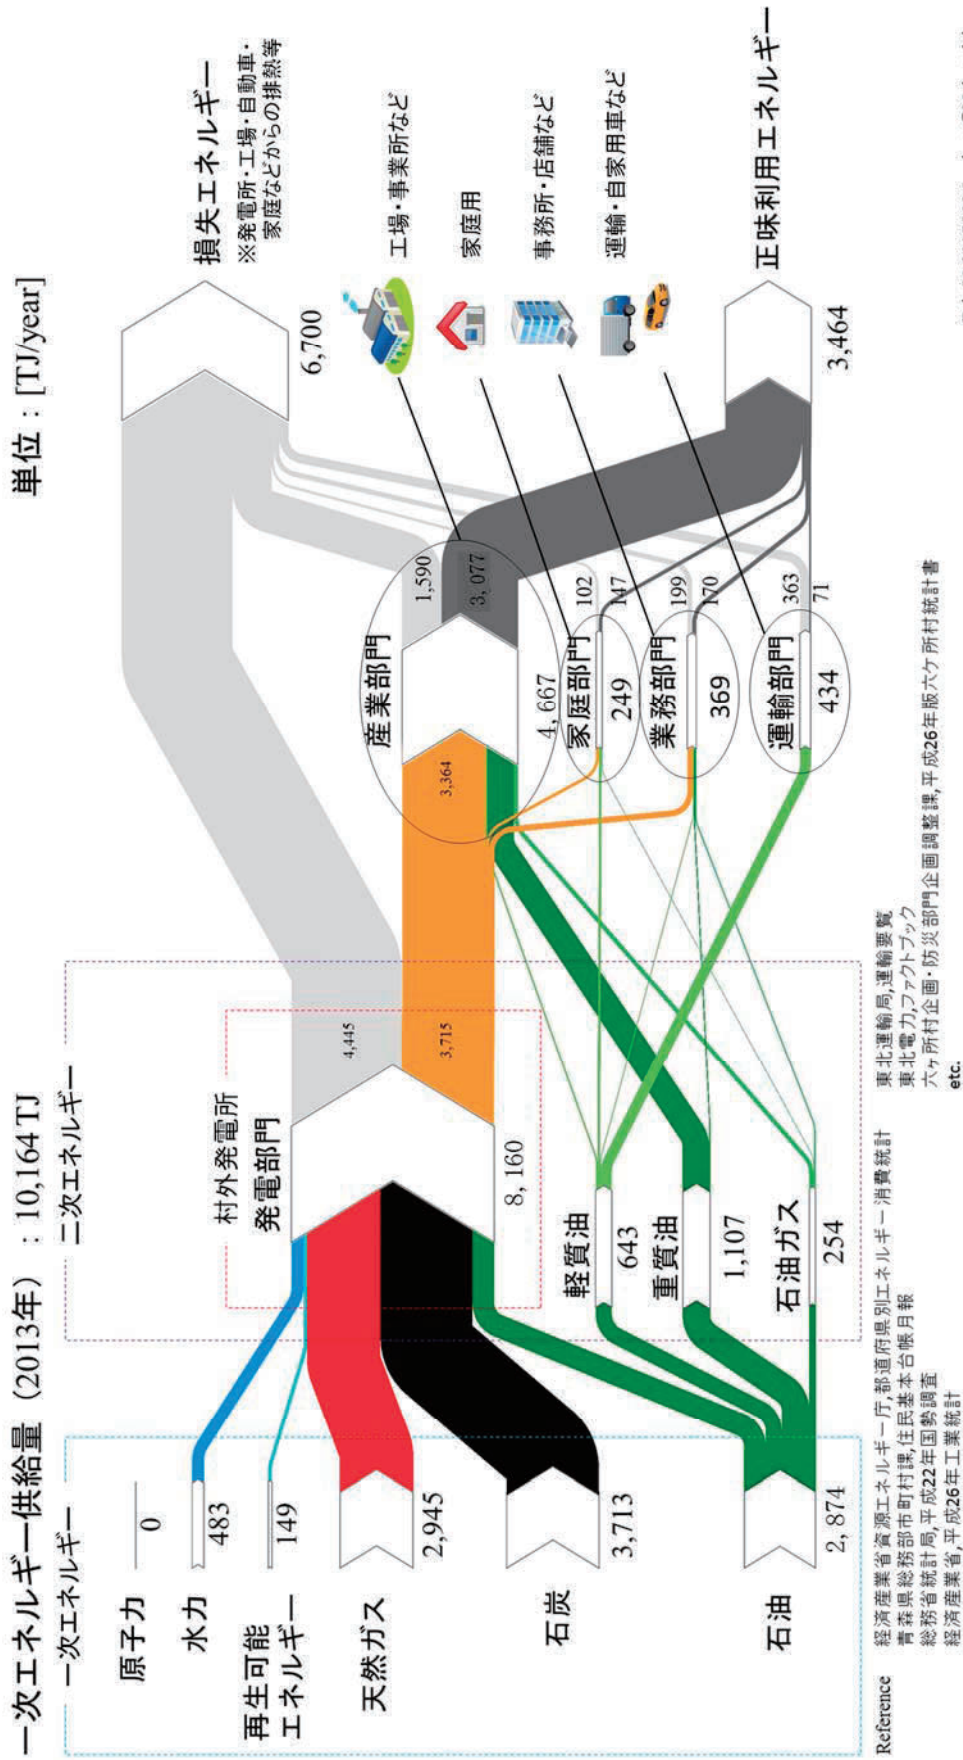 一次エネルギー供給量（2013年）：10,164 TJ
単位：[TJ/year]
一次エネルギー
二次エネルギー
原子力
0
水力
483
再生可能
エネルギー
149
天然ガス
2,945
石炭
3,713
石油
2,874
村外発電所
発電部門
8,160
4,445
3,715
軽質油
643
重質油
1,107
石油ガス
254
産業部門
3,364
4,667
1,590
3,077
家庭部門
249
102
147
業務部門
369
199
170
運輸部門
434
363
71
損失エネルギー
※発電所・工場・自動車・
家庭などからの排熱等
6,700
工場・事業所など
家庭用
事務所・店舗など
運輸・自家用車など
正味利用エネルギー
3,464
Reference
経済産業省資源エネルギー庁,都道府県別エネルギー消費統計
青森県総務部市町村課,住民基本台帳月報
総務省統計局,平成22年国勢調査
経済産業省,平成26年工業統計
東北運輸局,運輸要覧
東北電力,ファクトブック
六ヶ所村企画・防災部門企画調整課,平成26年版六ケ所村統計書
etc.